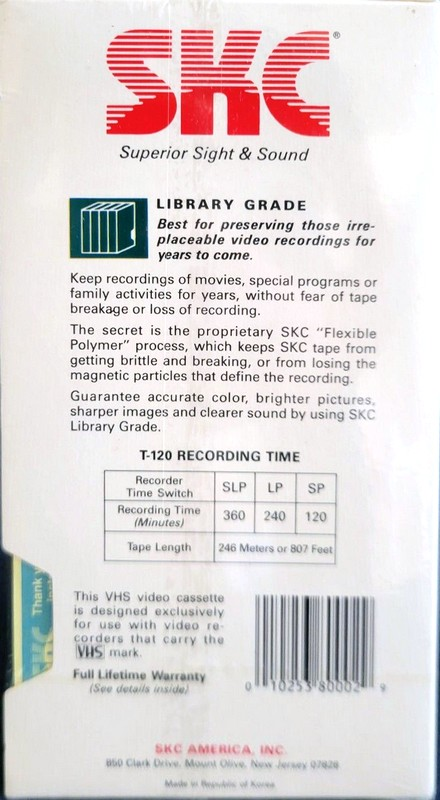 SKC®
Superior Sight & Sound
LIBRARY GRADE
Best for preserving those irre-
placeable video recordings for
years to come.
Keep recordings of movies, special programs or
family activities for years, without fear of tape
breakage or loss of recording.
The secret is the proprietary SKC "Flexible
Polymer" process, which keeps SKC tape from
getting brittle and breaking, or from losing the
magnetic particles that define the recording.
Guarantee accurate color, brighter pictures,
sharper images and clearer sound by using SKC
Library Grade.
T-120 RECORDING TIME
Recorder Time Switch SLP LP SP
Recording Time (Minutes) 360 240 120
Tape Length 246 Meters or 807 Feet
This VHS video cassette
is designed exclusively
for use with video re-
corders that carry the
VHS mark.
Full Lifetime Warranty
(See details inside)
0 10253 80002 9
Thank
SKC
SKC AMERICA, INC.
850 Clark Drive, Mount Olive, New Jersey 07828
Made in Republic of Korea